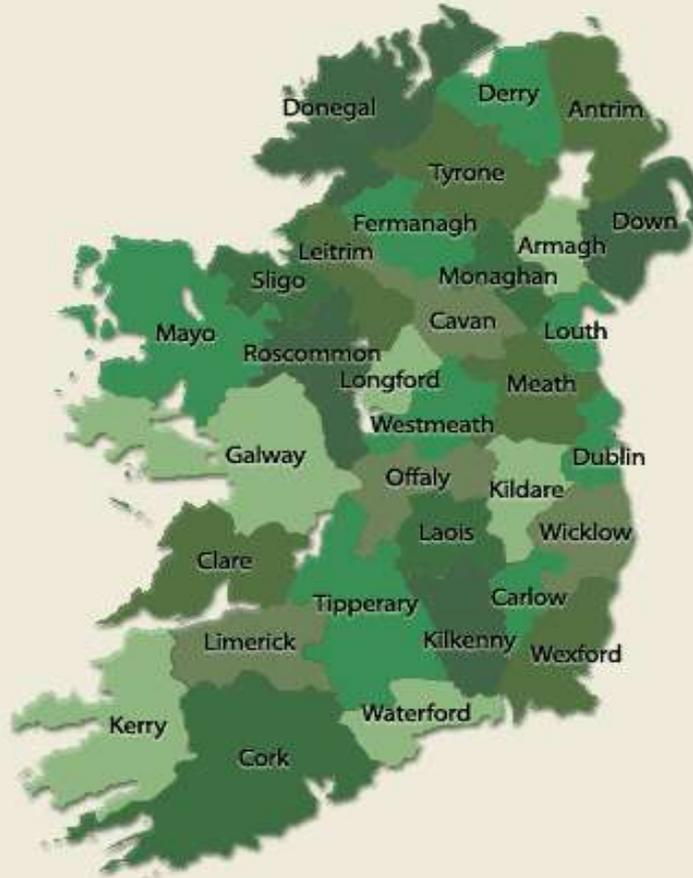 Derry
Donegal
Antrim
Tyrone
Fermanagh
Down
Armagh
Leitrim
Monaghan
Sligo
Cavan
Louth
Mayo
Roscommon
Longford
Meath
Westmeath
Galway
Dublin
Offaly
Kildare
Laois
Wicklow
Clare
Carlow
Tipperary
Limerick
Kilkenny
Wexford
Waterford
Kerry
Cork